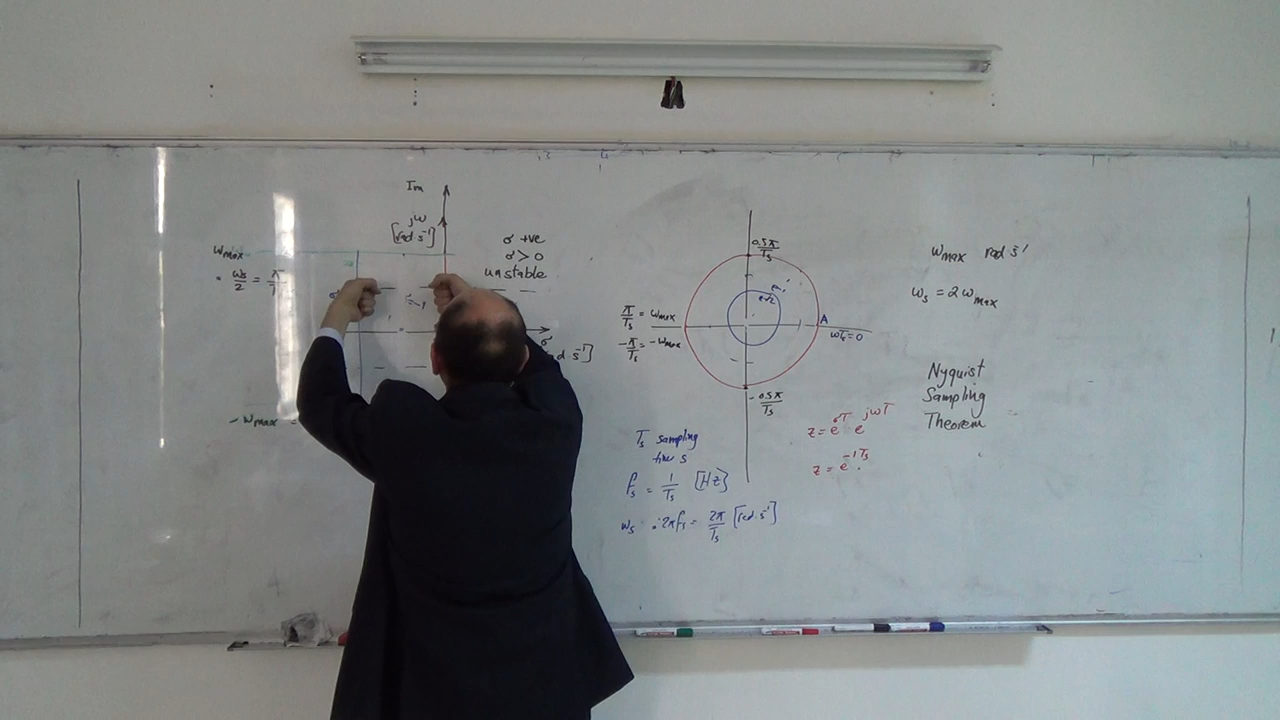 Im
jω
[rad s⁻¹]
σ +ve
σ > 0
unstable
ωmax
= ωs/2 = π/
σ
ad s⁻¹]
- ωmax =
0.5π/Ts
π/Ts = ωmax
-π/Ts = -ωmax
A
ωTs=0
-0.5π/Ts
Ts sampling
time s
fs = 1/Ts [Hz]
ωs = 2πfs = 2π/Ts [rad s⁻¹]
z = e^σT e^jωT
z = e^-1Ts
ωmax rad s⁻¹
ωs = 2ωmax
Nyquist
Sampling
Theorem